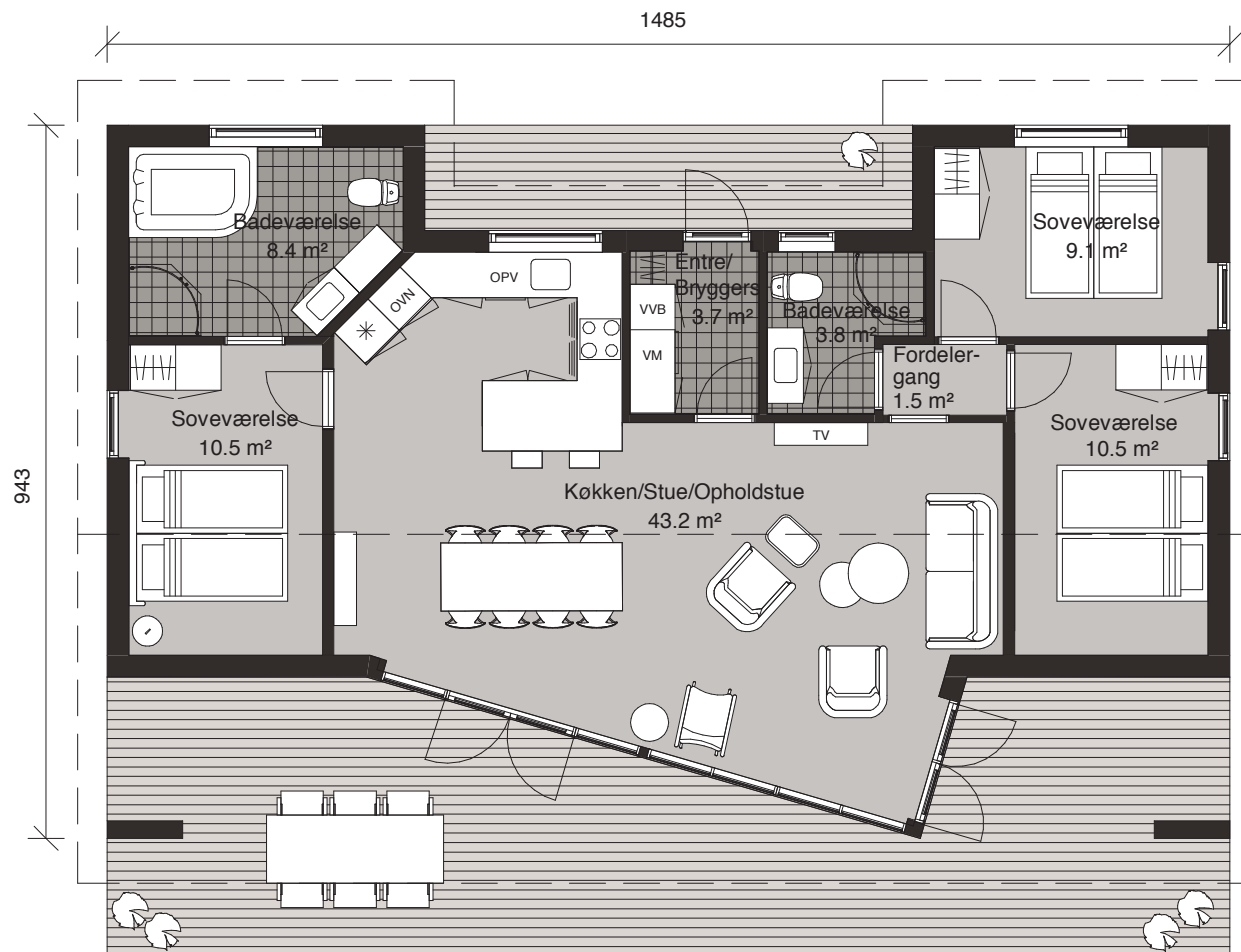 1485
943
Badeværelse
8.4 m²
OVN
OPV
Entre/
Bryggers
3.7 m²
VVB
VM
Badeværelse
3.8 m²
Soveværelse
9.1 m²
Fordeler-
gang
1.5 m²
Soveværelse
10.5 m²
TV
Soveværelse
10.5 m²
Køkken/Stue/Opholdstue
43.2 m²